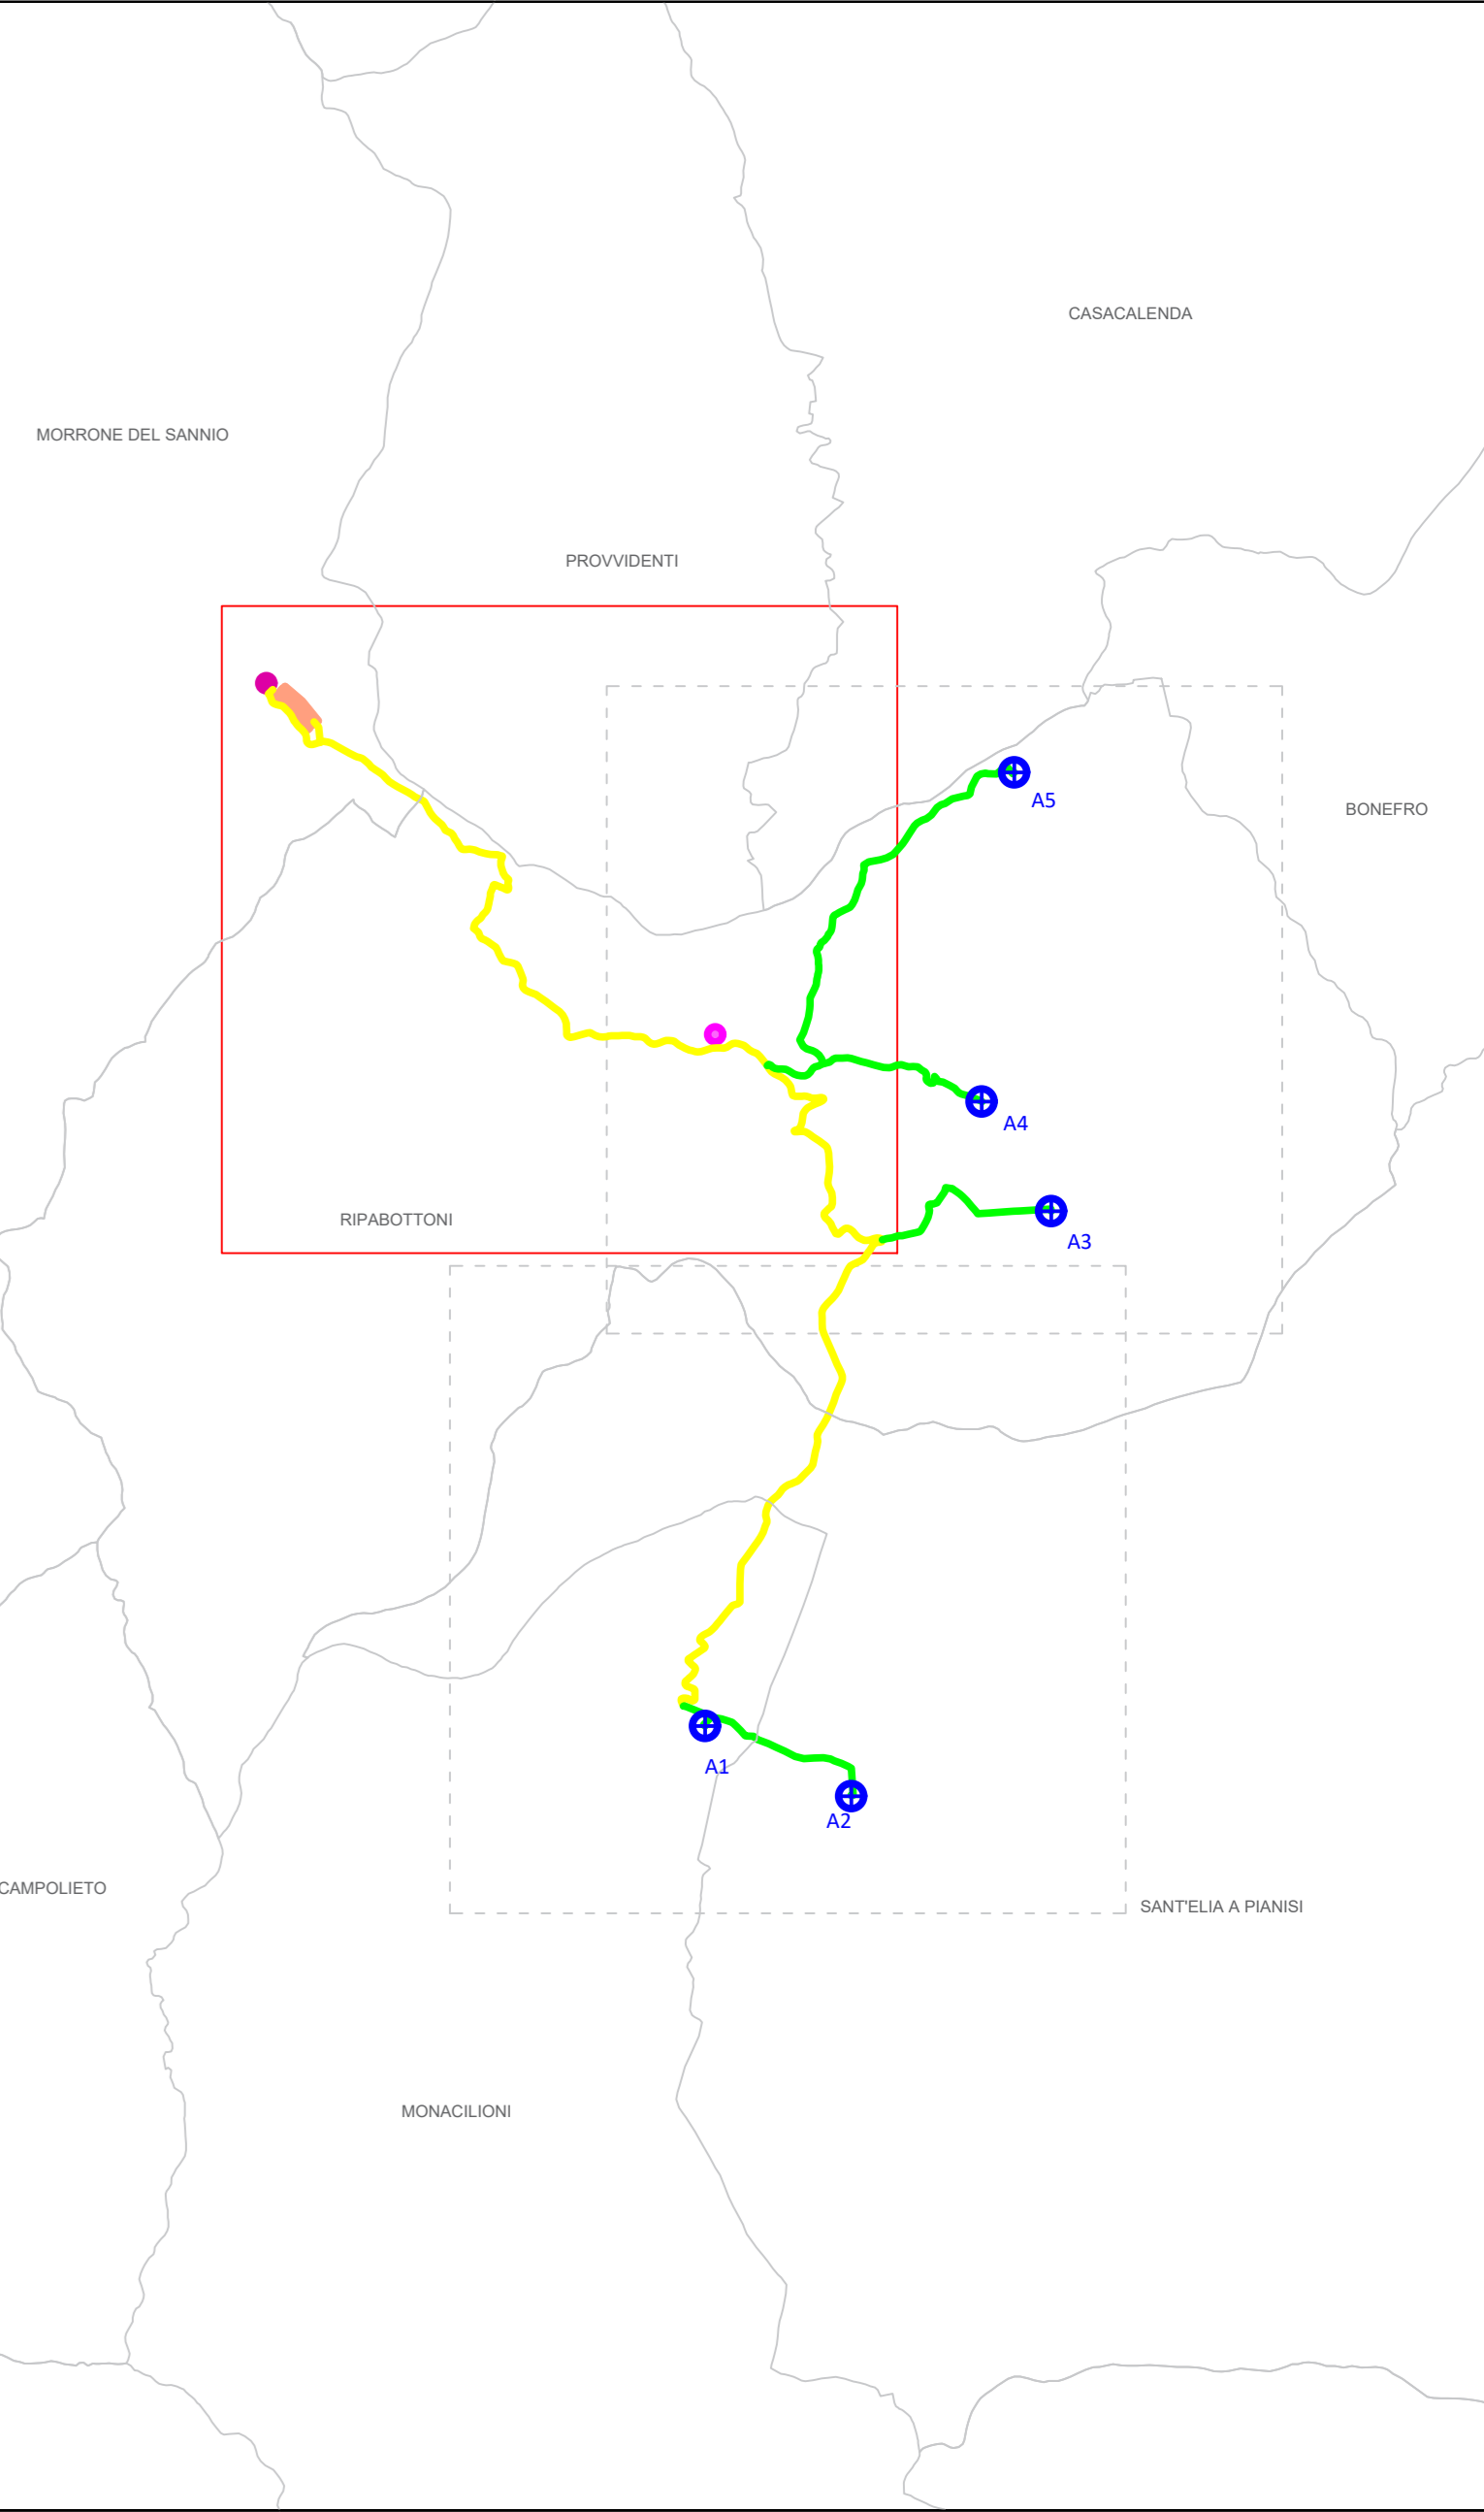 CASACALENDA
MORRONE DEL SANNIO
PROVVIDENTI
A5
BONEFRO
A4
RIPABOTTONI
A3
A1
A2
CAMPOLIETO
SANT'ELIA A PIANISI
MONACILIONI